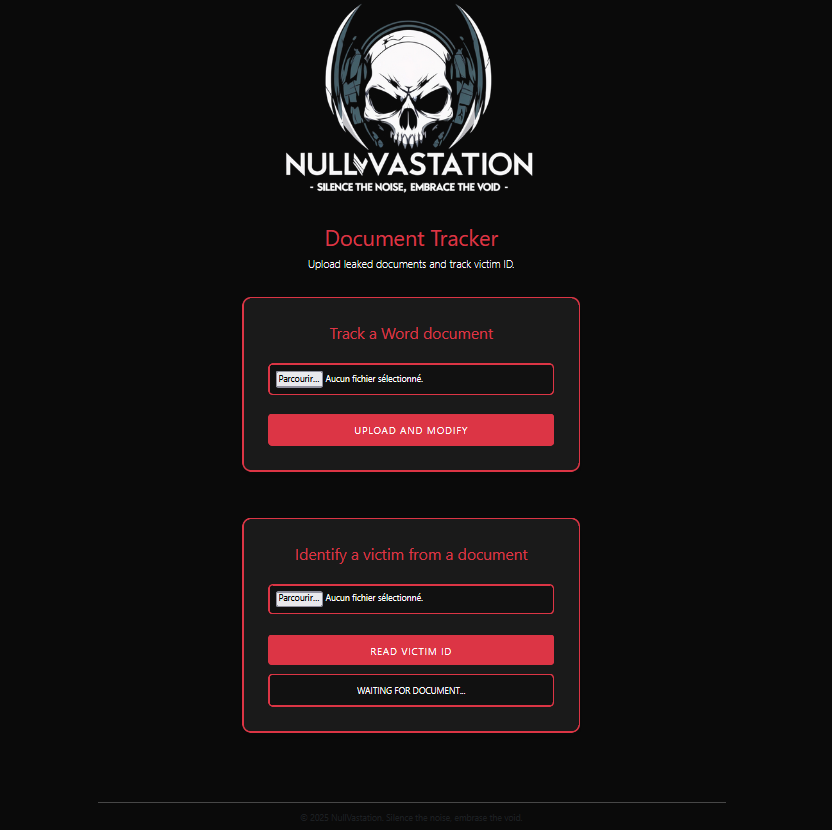 NULLVASTATION
- SILENCE THE NOISE, EMBRACE THE VOID -
Document Tracker
Upload leaked documents and track victim ID.
Track a Word document
Parcourir... Aucun fichier sélectionné.
UPLOAD AND MODIFY
Identify a victim from a document
Parcourir... Aucun fichier sélectionné.
READ VICTIM ID
WAITING FOR DOCUMENT...
© 2025 NullVastation. Silence the noise, embrace the void.